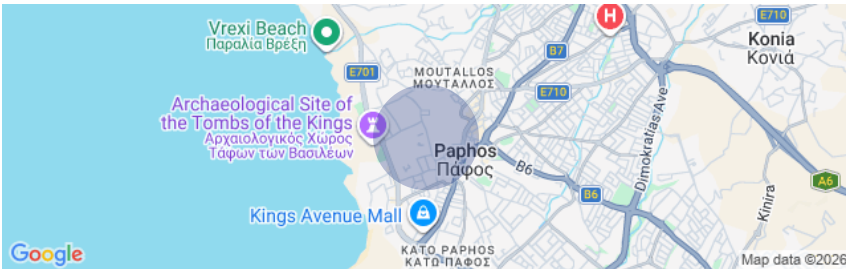 Vrexi Beach
Παραλία Βρέξη
H
E710
Konia
Κονιά
B7
E701
MOUTALLOS
ΜΟΥΤΑΛΛΟΣ
E710
Archaeological Site of
the Tombs of the Kings
Αρχαιολογικός Χώρος
Τάφων των Βασιλέων
Paphos
Πάφος
B6
Dimokratias Ave
A6
B6
Kinira
Kings Avenue Mall
KATO PAPHOS
ΚΑΤΩ ΠΑΦΟΣ
Google
Map data ©2026